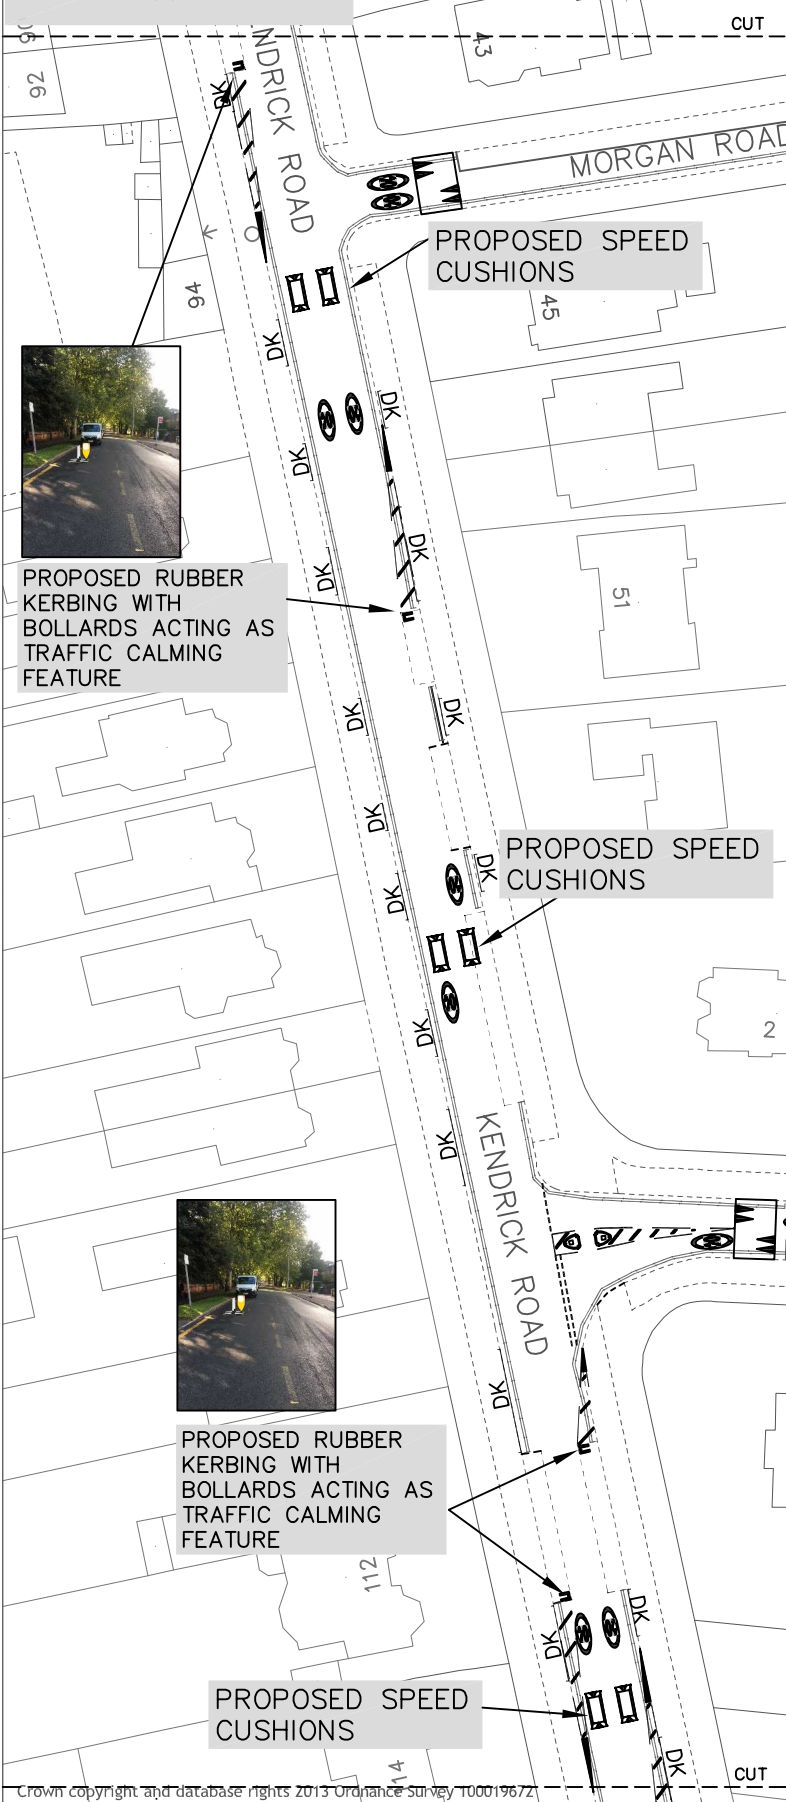 CUT
NDRICK ROAD
92
43
DK
MORGAN ROAD
PROPOSED SPEED
CUSHIONS
94
45
DK
DK
DK
DK
DK
PROPOSED RUBBER
KERBING WITH
BOLLARDS ACTING AS
TRAFFIC CALMING
FEATURE
51
DK
DK
DK
PROPOSED SPEED
CUSHIONS
DK
DK
DK
2
KENDRICK ROAD
DK
DK
PROPOSED RUBBER
KERBING WITH
BOLLARDS ACTING AS
TRAFFIC CALMING
FEATURE
112
DK
DK
PROPOSED SPEED
CUSHIONS
DK
114
CUT
Crown copyright and database rights 2013 Ordnance Survey 100019672